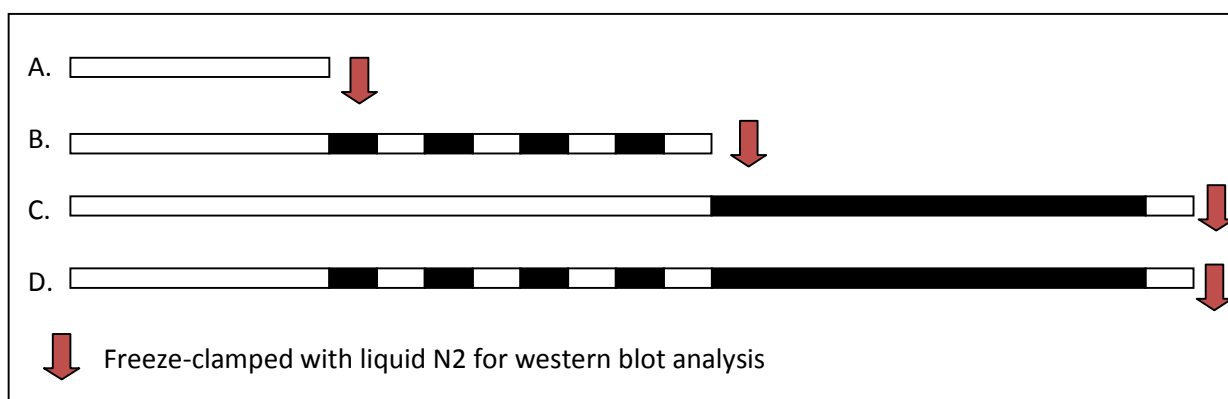 A.
B.
C.
D.
Freeze-clamped with liquid N2 for western blot analysis